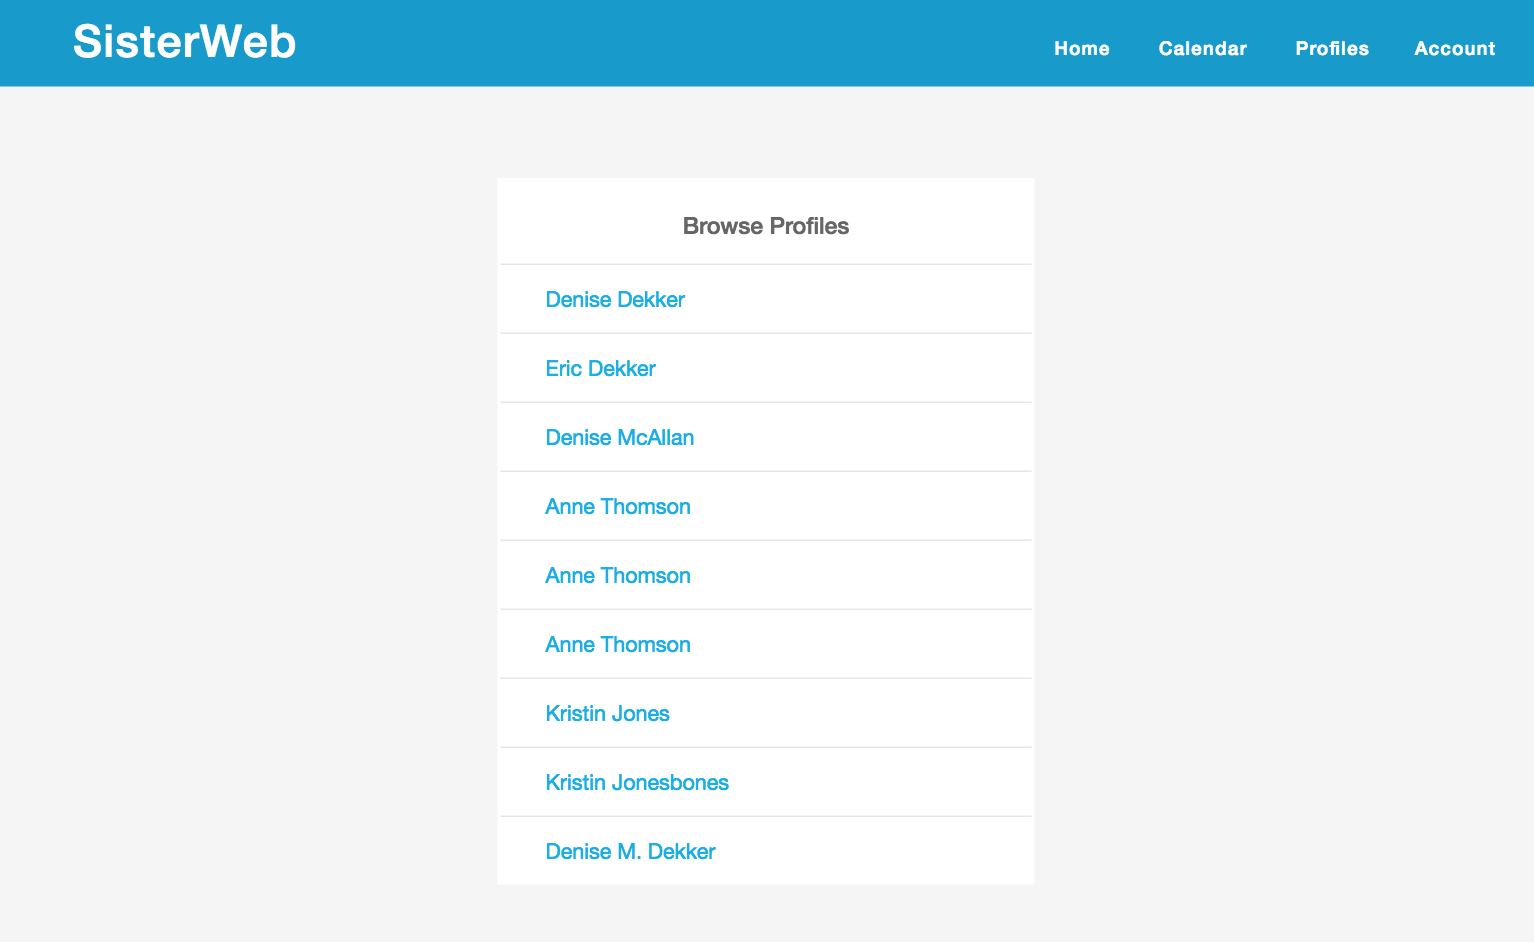 SisterWeb
Home Calendar Profiles Account
Browse Profiles
Denise Dekker
Eric Dekker
Denise McAllan
Anne Thomson
Anne Thomson
Anne Thomson
Kristin Jones
Kristin Jonesbones
Denise M. Dekker